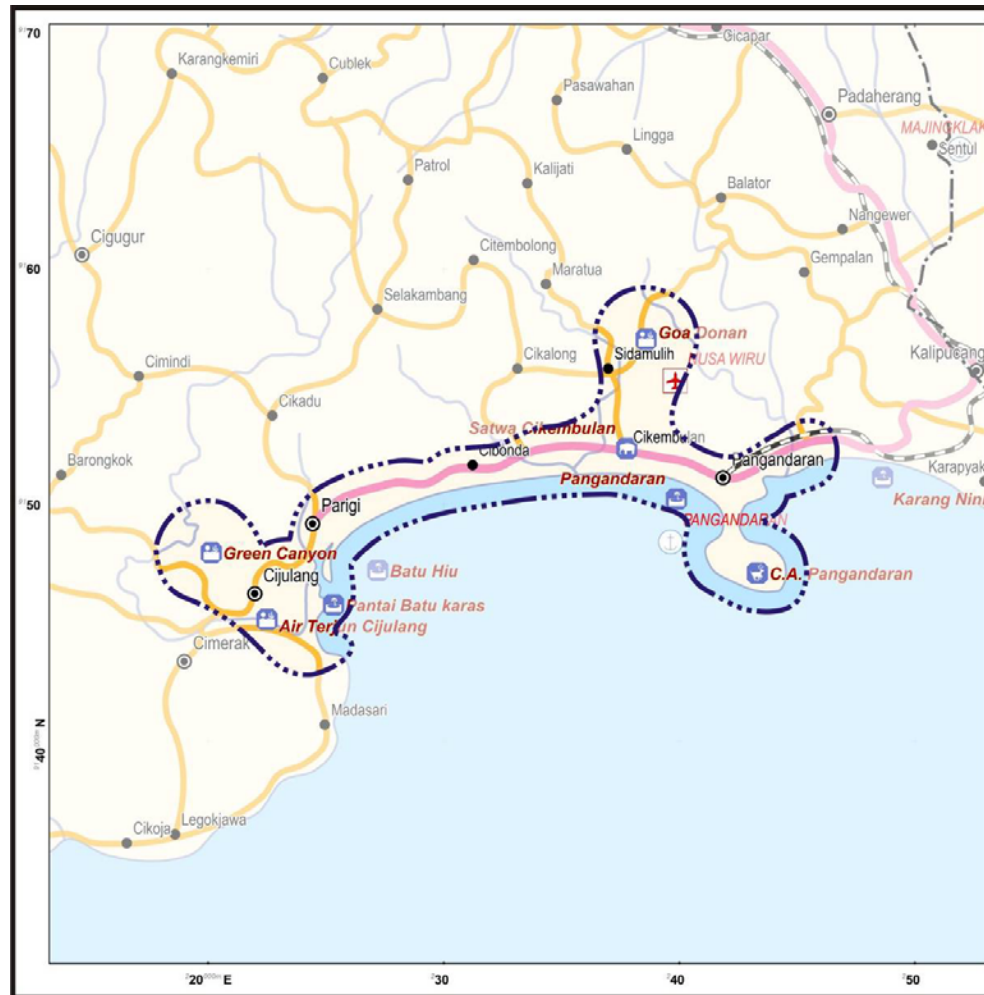 70
Gicapar
Karangkemiri
Cublek
Pasawahan
Padaherang
MAJINGKLAK
Lingga
Sentul
Patrol
Kalijati
Balator
Nangewer
Cigugur
Citembolong
Gempalan
60
Maratua
Selakambang
Goa Donan
Sidamulih
NUSA WIRU
Cimindi
Cikalong
Kalipucang
Cikadu
Satwa Cikembulan
Cikembulan
Cibonda
Pangandaran
Barongkok
Pangandaran
Karapyak
50
Parigi
Karang Nini
PANGANDARAN
Green Canyon
Batu Hiu
C.A. Pangandaran
Cijulang
Pantai Batu karas
Air Terjun Cijulang
Cimerak
Madasari
40 000m N
Cikoja
Legokjawa
20 000m E
30
40
50